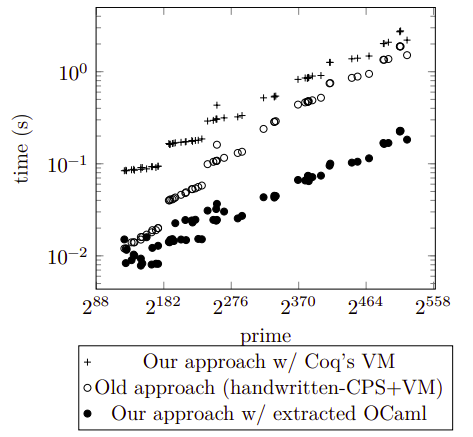 10^0
10^−1
10^−2
time (s)
2^88 2^182 2^276 2^370 2^464 2^558
prime
+ Our approach w/ Coq's VM
○ Old approach (handwritten-CPS+VM)
● Our approach w/ extracted OCaml